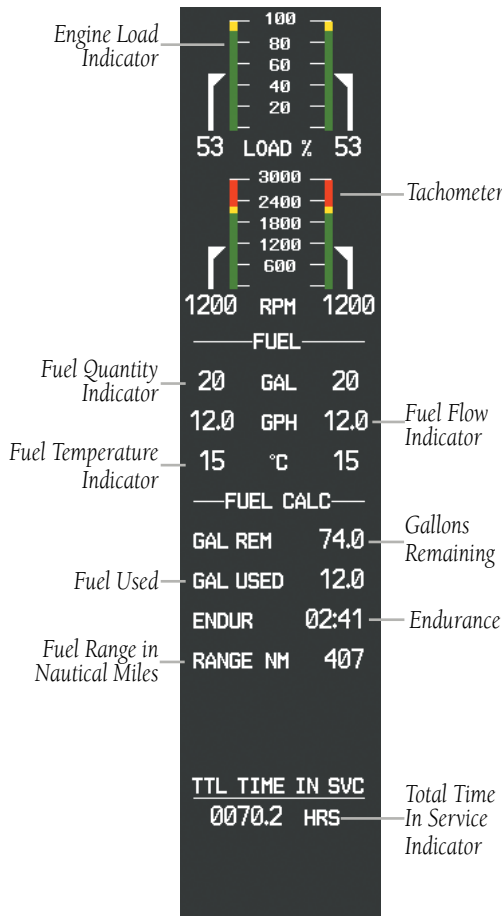 Engine Load
Indicator
100
80
60
40
20
53 LOAD % 53
3000
2400
1800
1200
600
Tachometer
1200 RPM 1200
FUEL
Fuel Quantity
Indicator
20 GAL 20
12.0 GPH 12.0
Fuel Flow
Indicator
Fuel Temperature
Indicator
15 °C 15
FUEL CALC
GAL REM 74.0
Gallons
Remaining
Fuel Used
GAL USED 12.0
ENDUR 02:41
Endurance
Fuel Range in
Nautical Miles
RANGE NM 407
TTL TIME IN SVC
0070.2 HRS
Total Time
In Service
Indicator